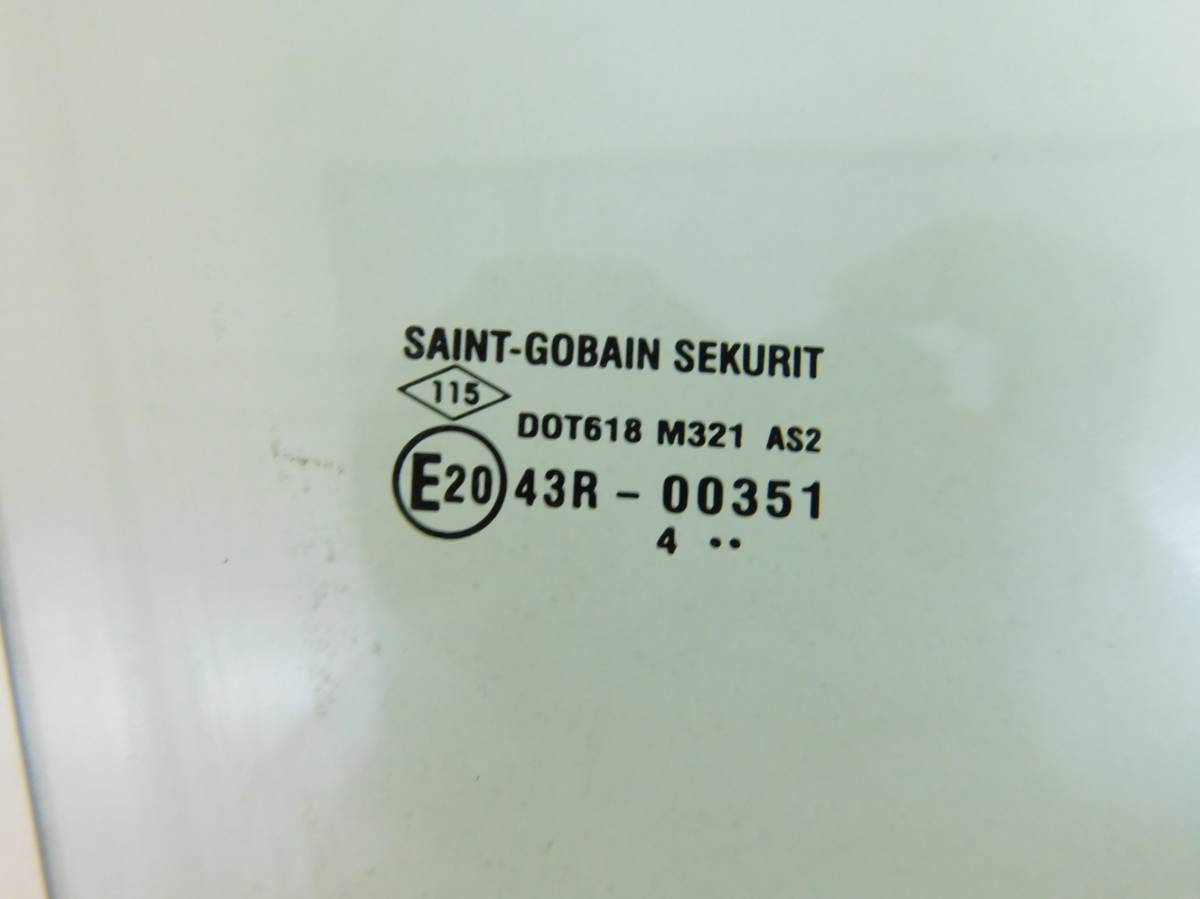 SAINT-GOBAIN SEKURIT
115
DOT618 M321 AS2
E20 43R - 00351
4 ••